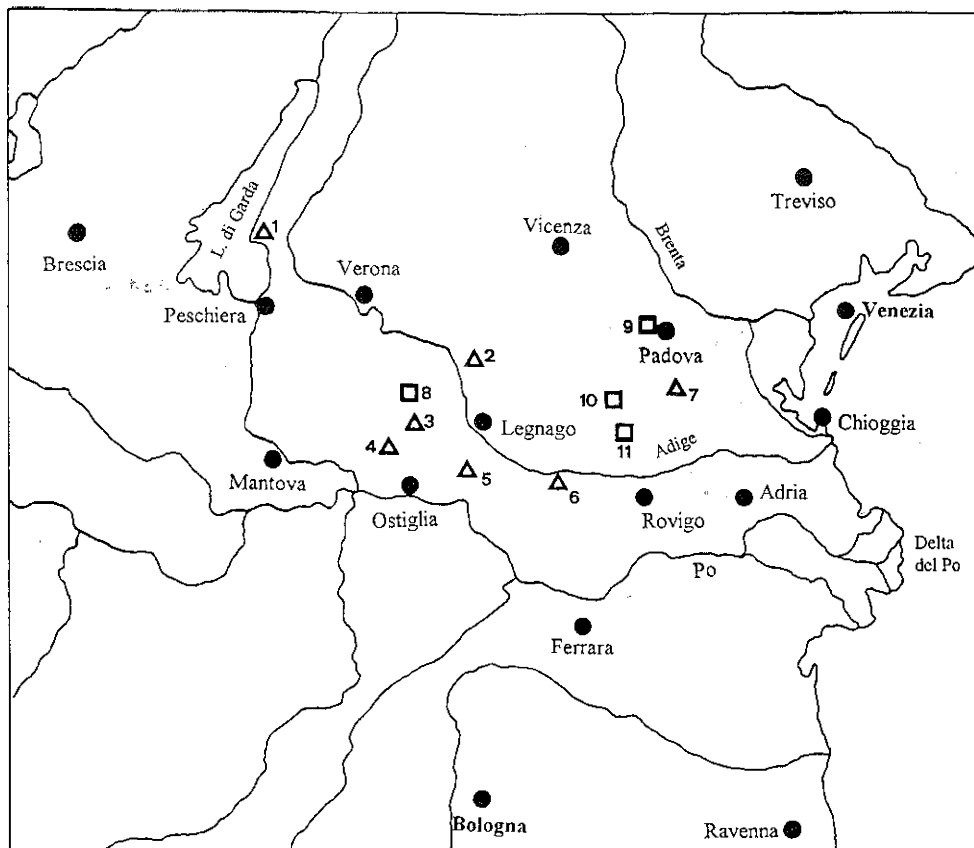 Treviso
L. di Garda
1
Brescia
Vicenza
Brenta
Verona
Peschiera
Venezia
9
Padova
2
8
10
7
3
Legnago
11
Adige
Chioggia
4
Mantova
5
6
Ostiglia
Rovigo
Adria
Delta
del Po
Po
Ferrara
Bologna
Ravenna